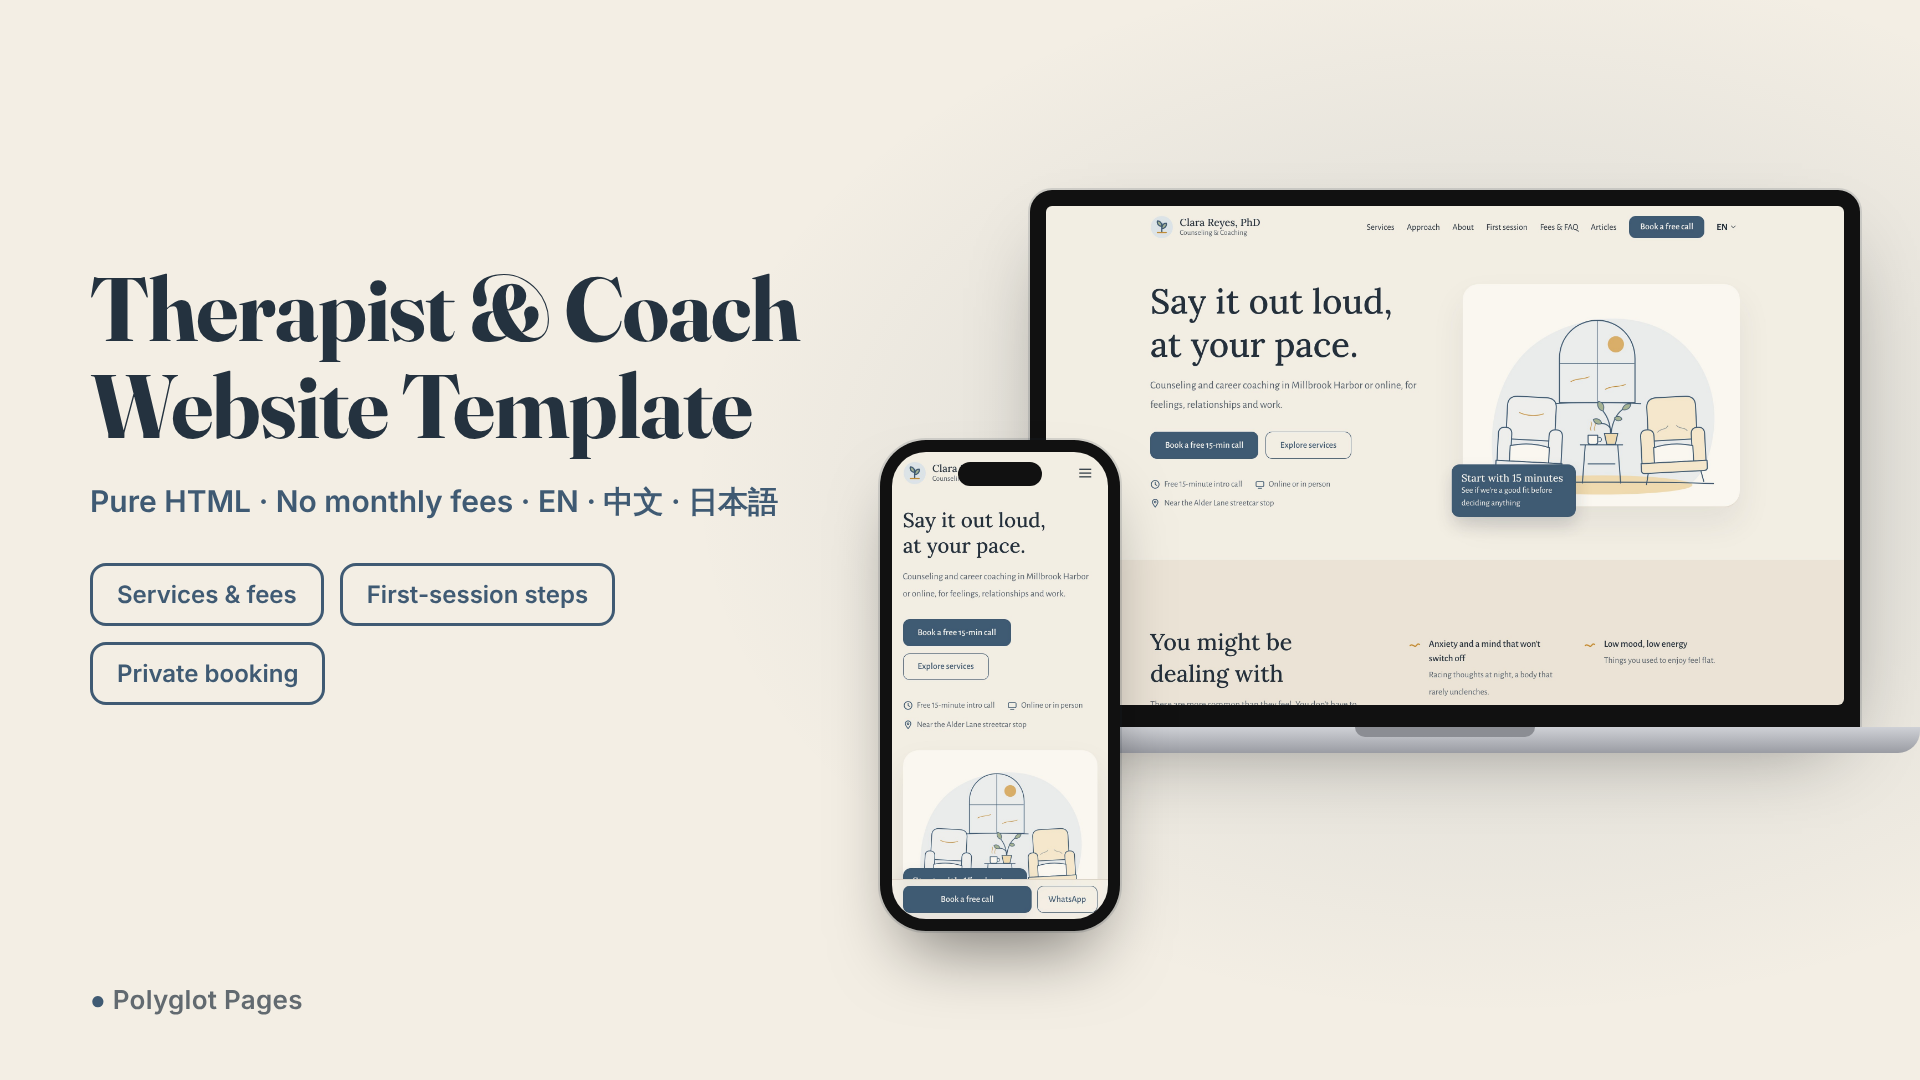 Therapist & Coach
Website Template
Pure HTML · No monthly fees · EN · 中文 · 日本語
Services & fees
First-session steps
Private booking
● Polyglot Pages
Clara Reyes, PhD
Counseling & Coaching
Services
Approach
About
First session
Fees & FAQ
Articles
Book a free call
EN
Say it out loud,
at your pace.
Counseling and career coaching in Millbrook Harbor or online, for
feelings, relationships and work.
Book a free 15-min call
Explore services
Free 15-minute intro call
Online or in person
Near the Alder Lane streetcar stop
Start with 15 minutes
See if we're a good fit before
deciding anything
You might be
dealing with
Anxiety and a mind that won't
switch off
Racing thoughts at night, a body that
rarely unclenches.
Low mood, low energy
Things you used to enjoy feel flat.
Clara
Say it out loud,
at your pace.
Counseling and career coaching in Millbrook Harbor
or online, for feelings, relationships and work.
Book a free 15-min call
Explore services
Free 15-minute intro call
Online or in person
Near the Alder Lane streetcar stop
Book a free call
WhatsApp